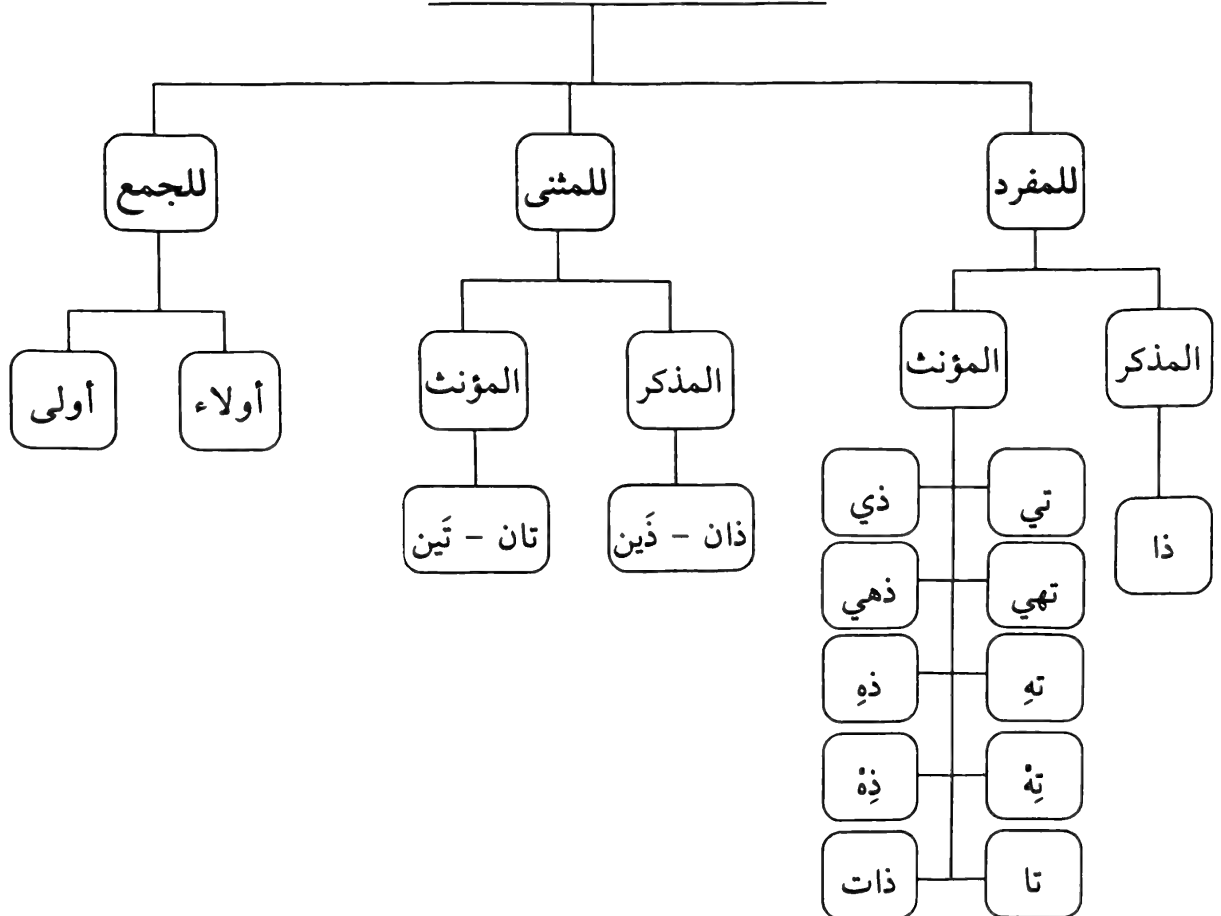 للمفرد
للمثنى
للجمع
المذكر
المؤنث
المذكر
المؤنث
أولاء
أولى
ذا
تي
ذي
تهي
ذهي
تهِ
ذهِ
تِهْ
ذِهْ
تا
ذات
ذان - ذَين
تان - تَين